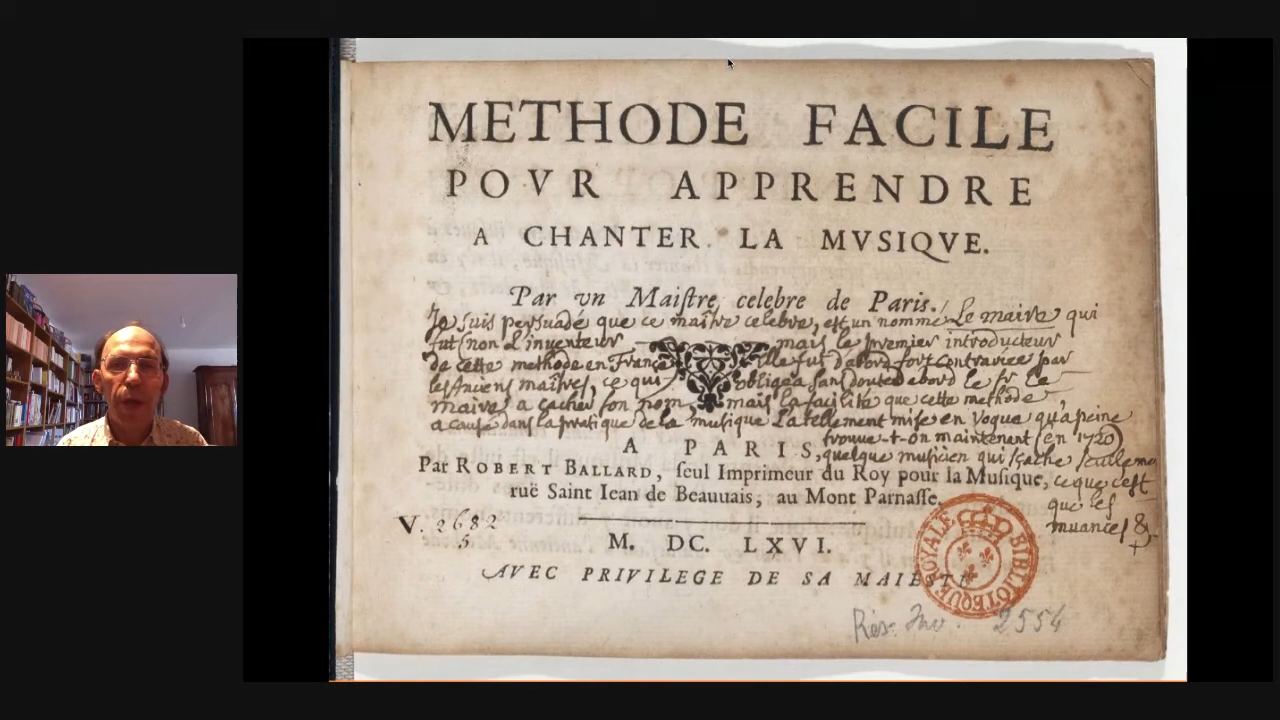 METHODE FACILE
POVR APPRENDRE
A CHANTER LA MVSIQVE.
Par vn Maistre celebre de Paris.
Je suis persuadé que ce maître celebre, est un nommé Le maire qui
fut (non l'inventeur mais le premier introducteur
de cette methode en France elle fut d'abord fort contrariée par
les Anciens maîtres, ce qui obligea sans doute d'abord le sr le
maire a cacher son nom, mais la facilité que cette methode
a causé dans la pratique de la musique l'a tellement mise en vogue qu'apeine
trouve-t-on maintenant (en 1720)
A PARIS, quelque musicien qui sçache seuleme
Par ROBERT BALLARD, seul Imprimeur du Roy pour la Musique, ce que c'est
ruë Saint Iean de Beauuais, au Mont Parnasse. que les
nuances &
V. 2682
5.
M. DC. LXVI.
AVEC PRIVILEGE DE SA MAIESTÉ
BIBLIOTEQUE ROYALE
Rés. 2554